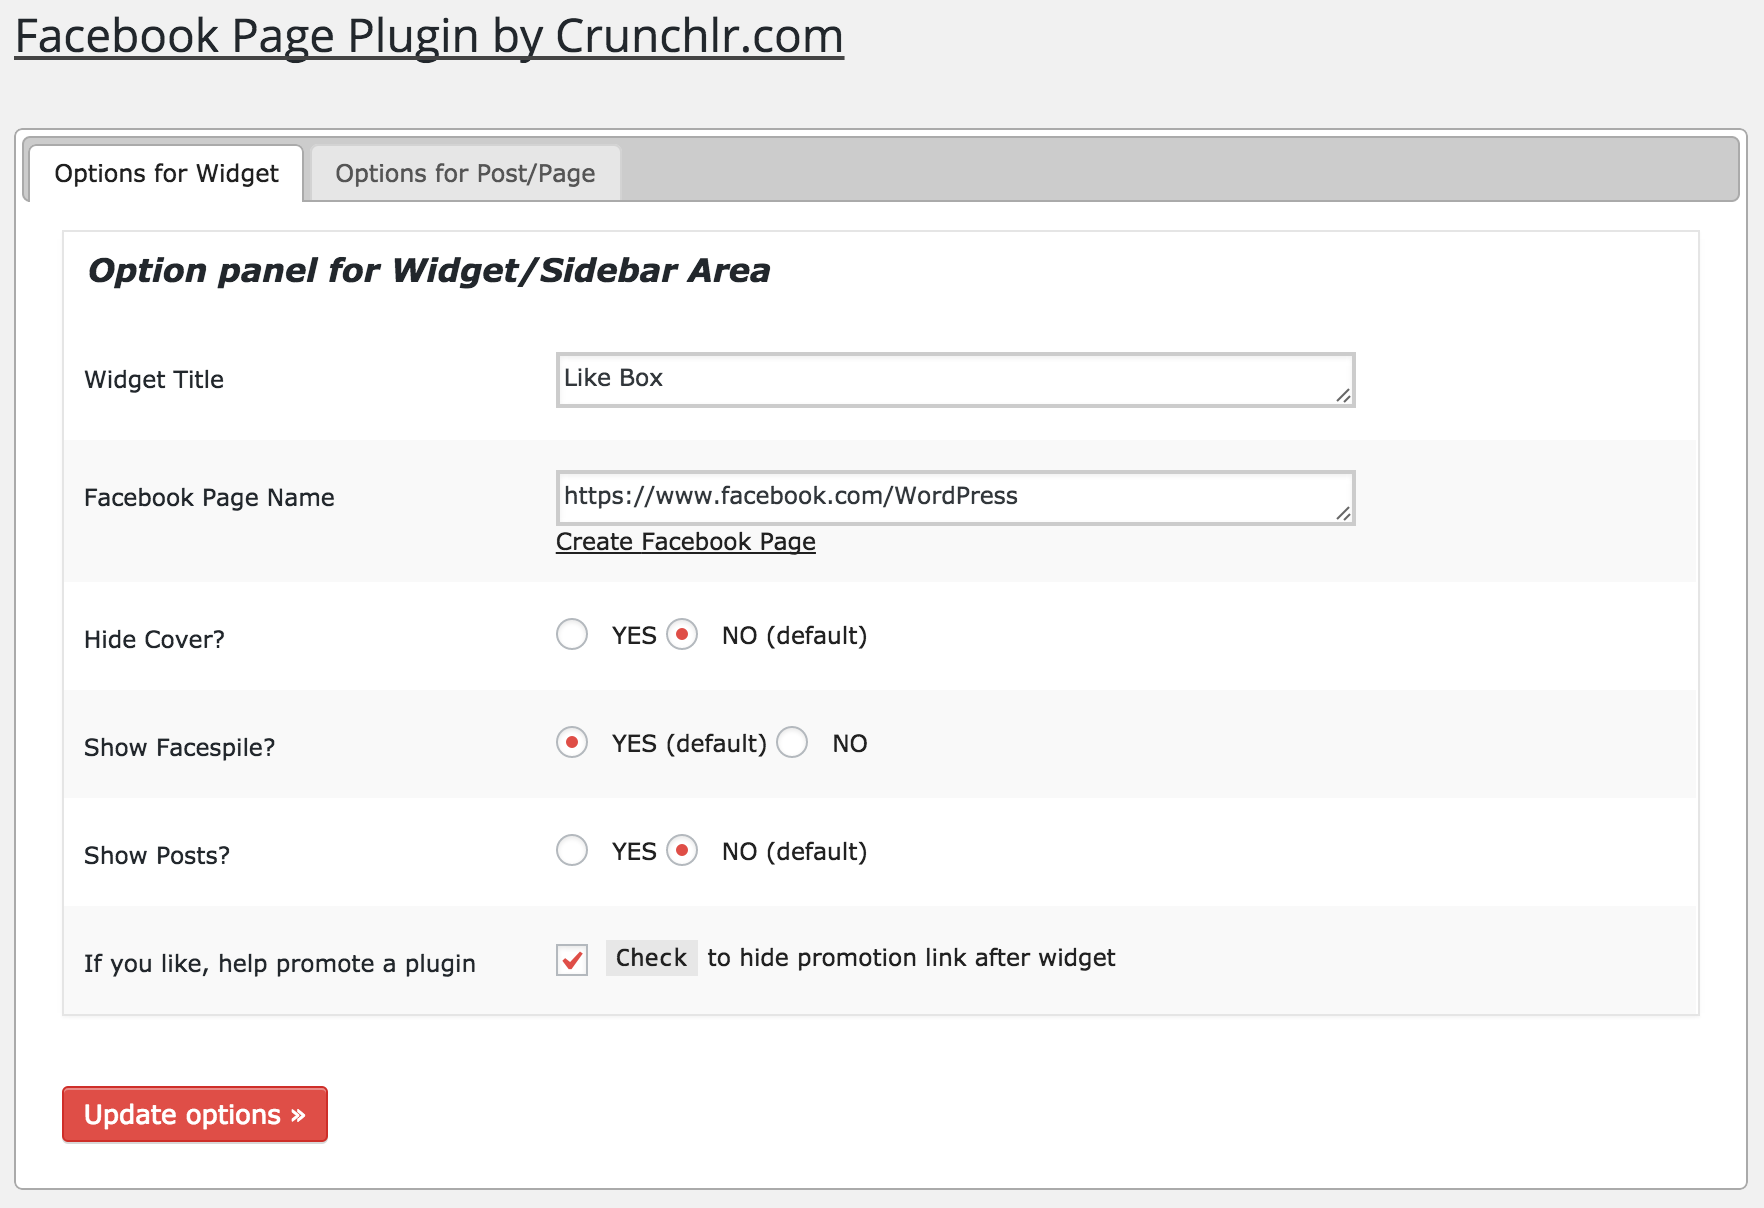 Facebook Page Plugin by Crunchlr.com
Options for Widget
Options for Post/Page
Option panel for Widget/Sidebar Area
Widget Title
Like Box
Facebook Page Name
https://www.facebook.com/WordPress
Create Facebook Page
Hide Cover?
YES NO (default)
Show Facespile?
YES (default) NO
Show Posts?
YES NO (default)
If you like, help promote a plugin
Check to hide promotion link after widget
Update options »